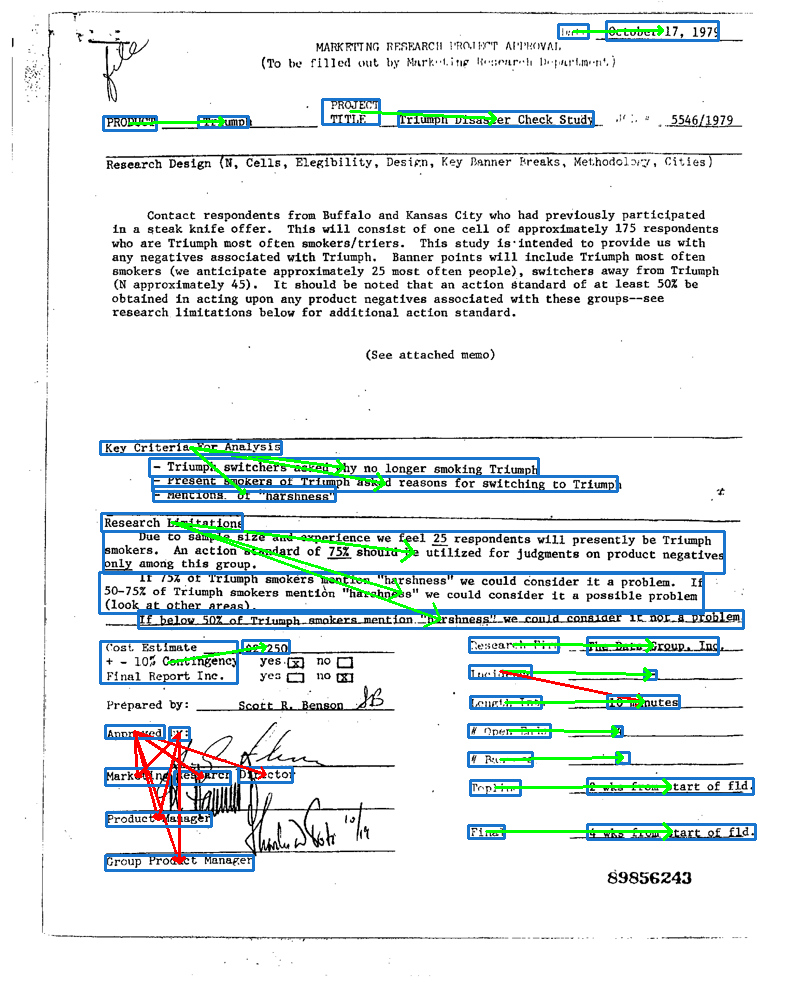 file
October 17, 1979
MARKETING RESEARCH PROJECT APPROVAL
(To be filled out by Marketing Research Department)
PRODUCT Triumph PROJECT TITLE Triumph Disaster Check Study 5546/1979
Research Design (N, Cells, Elegibility, Design, Key Banner Breaks, Methodology, Cities)
Contact respondents from Buffalo and Kansas City who had previously participated
in a steak knife offer. This will consist of one cell of approximately 175 respondents
who are Triumph most often smokers/triers. This study is intended to provide us with
any negatives associated with Triumph. Banner points will include Triumph most often
smokers (we anticipate approximately 25 most often people), switchers away from Triumph
(N approximately 45). It should be noted that an action standard of at least 50% be
obtained in acting upon any product negatives associated with these groups--see
research limitations below for additional action standard.
(See attached memo)
Key Criteria For Analysis
- Triumph switchers asked why no longer smoking Triumph
- Present smokers of Triumph asked reasons for switching to Triumph
- Mentions of "harshness"
Research Limitations
Due to sample size and experience we feel 25 respondents will presently be Triumph
smokers. An action standard of 75% should be utilized for judgments on product negatives
only among this group.
If 75% of Triumph smokers mention "harshness" we could consider it a problem. If
50-75% of Triumph smokers mention "harshness" we could consider it a possible problem
(look at other areas).
If below 50% of Triumph smokers mention "harshness" we could consider it not a problem
Cost Estimate 250
+ - 10% Contingency yes x no
Final Report Inc. yes no x
Prepared by: Scott R. Benson SB
Approved by:
Marketing Research Director
Product Manager
10/19
Group Product Manager
Research Firm The Data Group, Inc.
Incidence
Length Int. 10 minutes
# Open Ends
Topline 2 wks from start of fld.
Final 4 wks from start of fld.
89856243